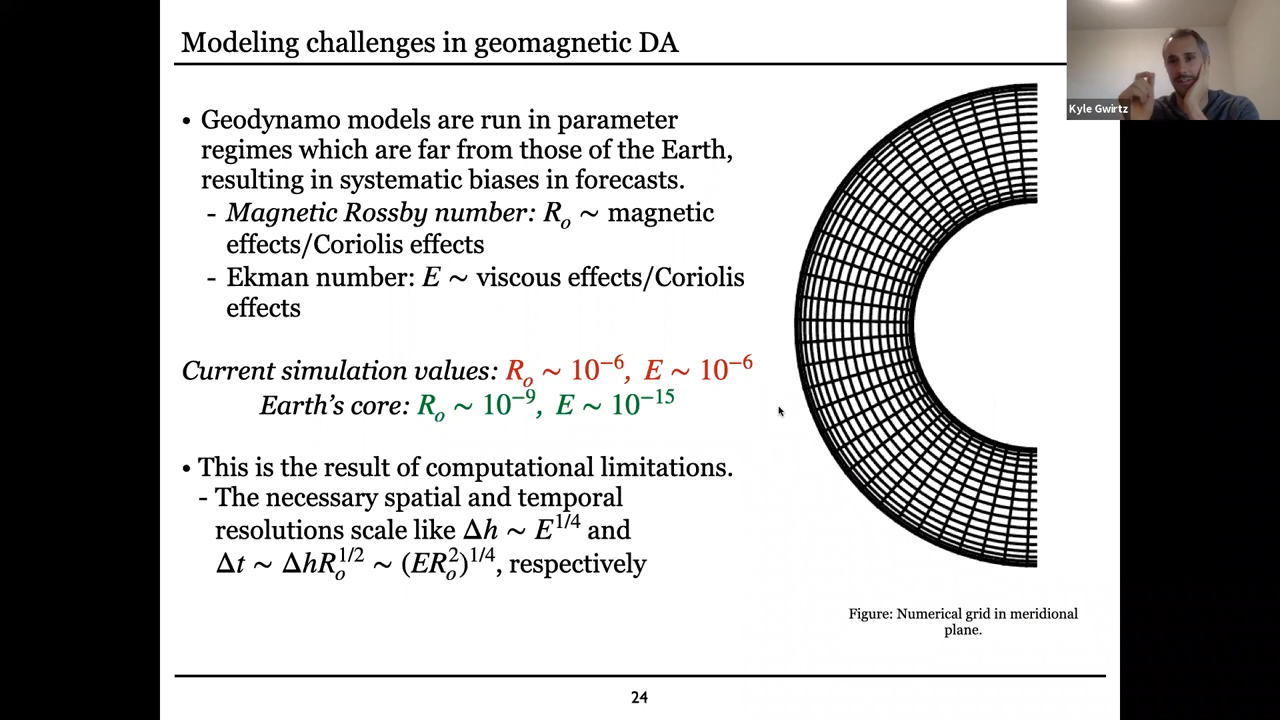 Modeling challenges in geomagnetic DA
Kyle Gwirtz
• Geodynamo models are run in parameter
regimes which are far from those of the Earth,
resulting in systematic biases in forecasts.
- Magnetic Rossby number: Rₒ ~ magnetic
effects/Coriolis effects
- Ekman number: E ~ viscous effects/Coriolis
effects
Current simulation values: Rₒ ~ 10⁻⁶, E ~ 10⁻⁶
Earth’s core: Rₒ ~ 10⁻⁹, E ~ 10⁻¹⁵
• This is the result of computational limitations.
- The necessary spatial and temporal
resolutions scale like Δh ~ E^{1/4} and
Δt ~ ΔhRₒ^{1/2} ~ (ERₒ²)^{1/4}, respectively
Figure: Numerical grid in meridional
plane.
24